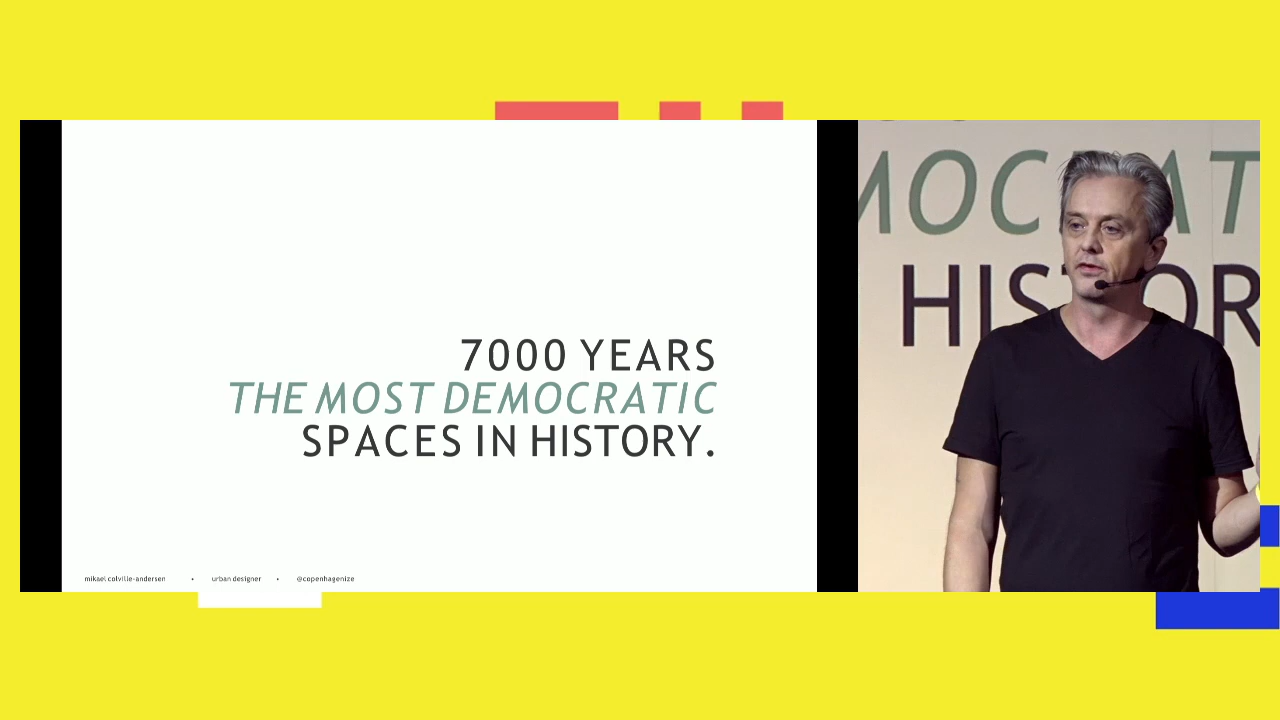 7000 YEARS
THE MOST DEMOCRATIC
SPACES IN HISTORY.
mikael colville-andersen • urban designer • @copenhagenize
MOCRAT
HISTOR